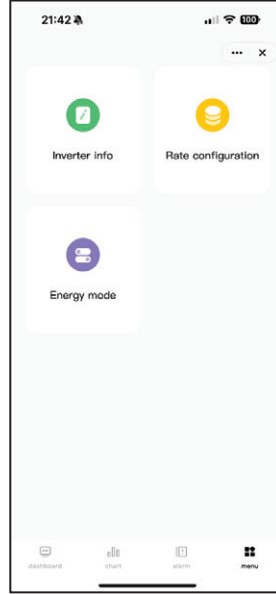 21:42
100
Inverter info
Rate configuration
Energy mode
dashboard
chart
alarm
menu